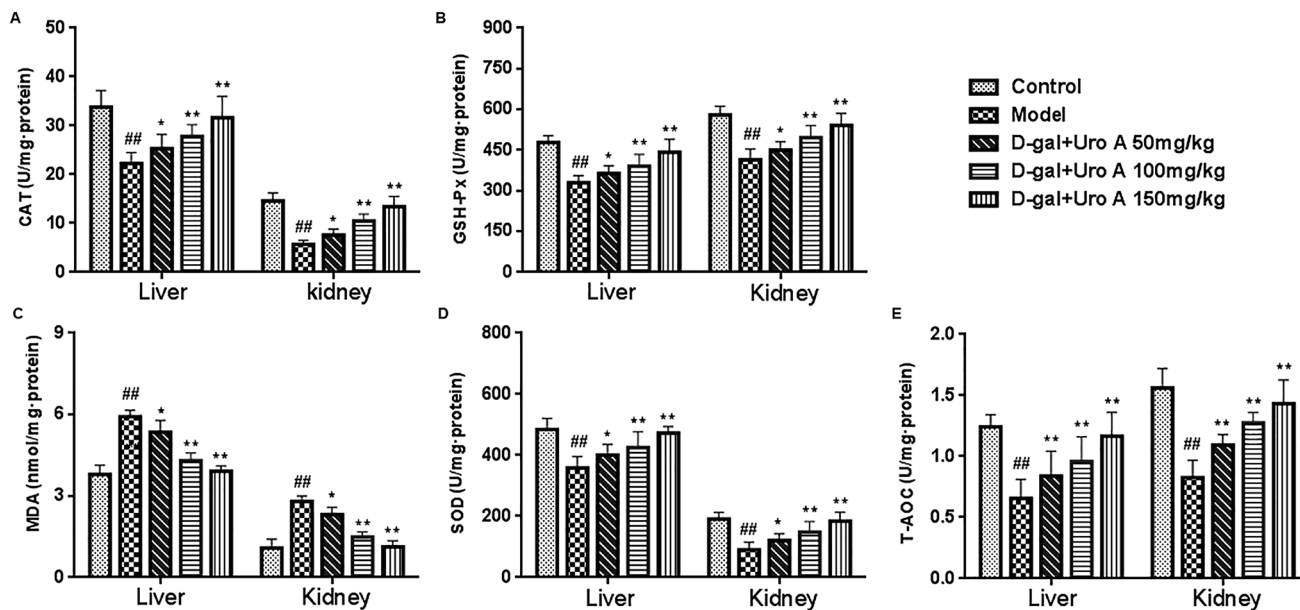 A
CAT (U/mg·protein)
50
40
30
20
10
0
##
*
**
**
##
*
**
**
Liver
kidney
B
GSH-Px (U/mg·protein)
900
750
600
450
300
150
0
##
*
**
**
##
*
**
**
Liver
Kidney
Control
Model
D-gal+Uro A 50mg/kg
D-gal+Uro A 100mg/kg
D-gal+Uro A 150mg/kg
C
MDA (nmol/mg·protein)
9
6
3
0
##
*
**
**
##
*
**
**
Liver
Kidney
D
SOD (U/mg·protein)
800
600
400
200
0
##
*
**
**
##
*
**
**
Liver
Kidney
E
T-AOC (U/mg·protein)
2.0
1.5
1.0
0.5
0.0
##
**
**
**
##
**
**
**
Liver
Kidney